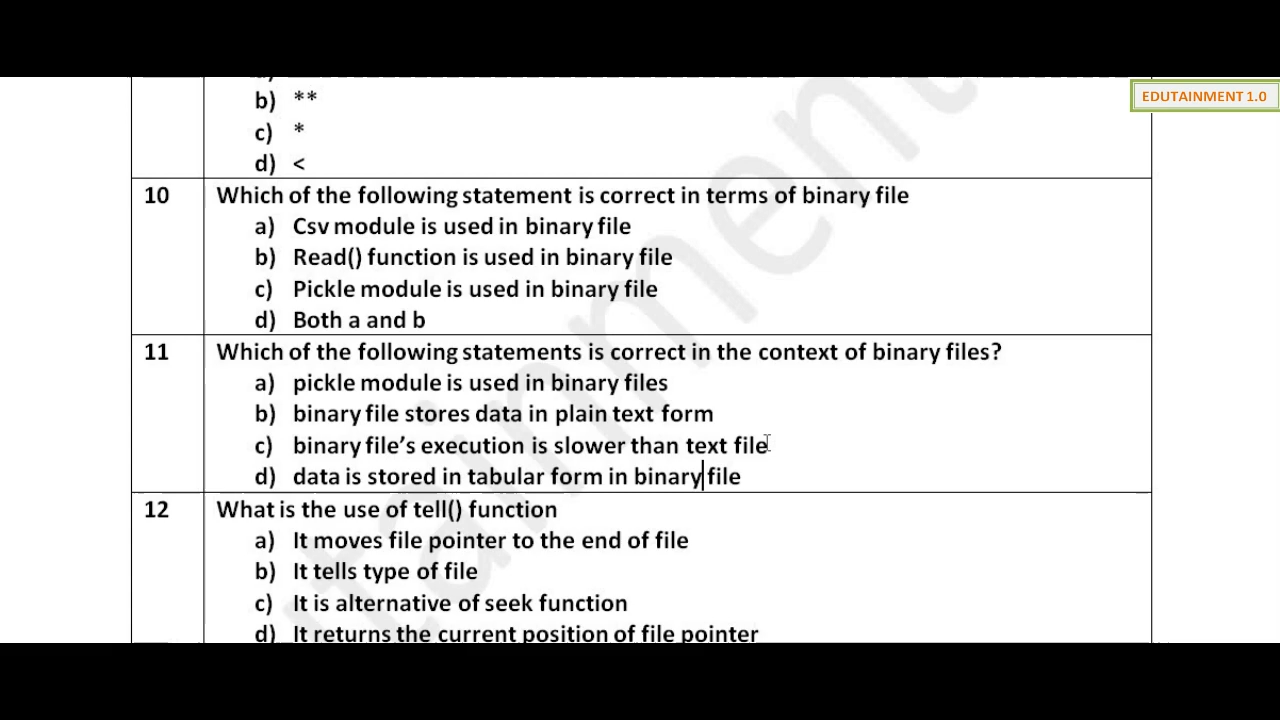 EDUTAINMENT 1.0
b) **
c) *
d) <
10 Which of the following statement is correct in terms of binary file
a) Csv module is used in binary file
b) Read() function is used in binary file
c) Pickle module is used in binary file
d) Both a and b
11 Which of the following statements is correct in the context of binary files?
a) pickle module is used in binary files
b) binary file stores data in plain text form
c) binary file’s execution is slower than text file
d) data is stored in tabular form in binary file
12 What is the use of tell() function
a) It moves file pointer to the end of file
b) It tells type of file
c) It is alternative of seek function
d) It returns the current position of file pointer